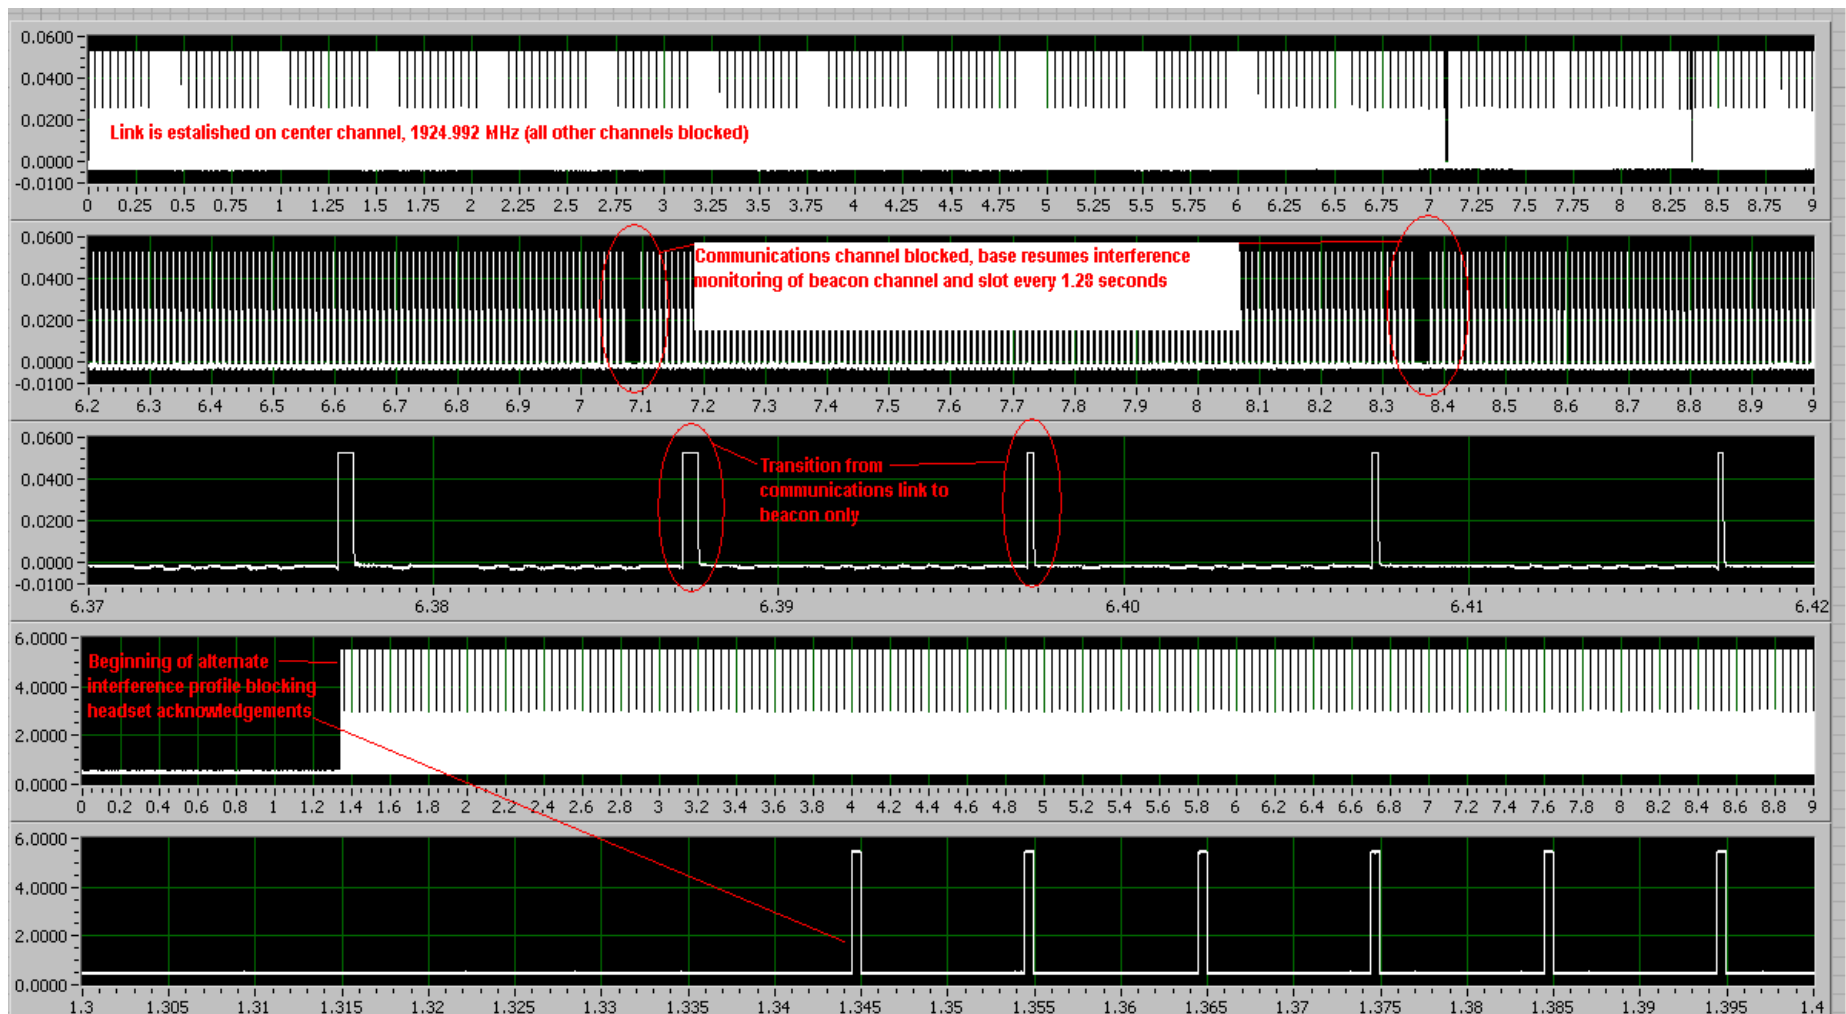 0.0600
0.0400
0.0200
0.0000
-0.0100
Link is estalished on center channel, 1924.992 MHz (all other channels blocked)
0 0.25 0.5 0.75 1 1.25 1.5 1.75 2 2.25 2.5 2.75 3 3.25 3.5 3.75 4 4.25 4.5 4.75 5 5.25 5.5 5.75 6 6.25 6.5 6.75 7 7.25 7.5 7.75 8 8.25 8.5 8.75 9
0.0600
0.0400
0.0200
0.0000
-0.0100
Communications channel blocked, base resumes interference
monitoring of beacon channel and slot every 1.28 seconds
6.2 6.3 6.4 6.5 6.6 6.7 6.8 6.9 7 7.1 7.2 7.3 7.4 7.5 7.6 7.7 7.8 7.9 8 8.1 8.2 8.3 8.4 8.5 8.6 8.7 8.8 8.9 9
0.0600
0.0400
0.0200
0.0000
-0.0100
Transition from
communications link to
beacon only
6.37 6.38 6.39 6.40 6.41 6.42
6.0000
4.0000
2.0000
0.0000
Beginning of alternate
interference profile blocking
headset acknowledgements
0 0.2 0.4 0.6 0.8 1 1.2 1.4 1.6 1.8 2 2.2 2.4 2.6 2.8 3 3.2 3.4 3.6 3.8 4 4.2 4.4 4.6 4.8 5 5.2 5.4 5.6 5.8 6 6.2 6.4 6.6 6.8 7 7.2 7.4 7.6 7.8 8 8.2 8.4 8.6 8.8 9
6.0000
4.0000
2.0000
0.0000
1.3 1.305 1.31 1.315 1.32 1.325 1.33 1.335 1.34 1.345 1.35 1.355 1.36 1.365 1.37 1.375 1.38 1.385 1.39 1.395 1.4